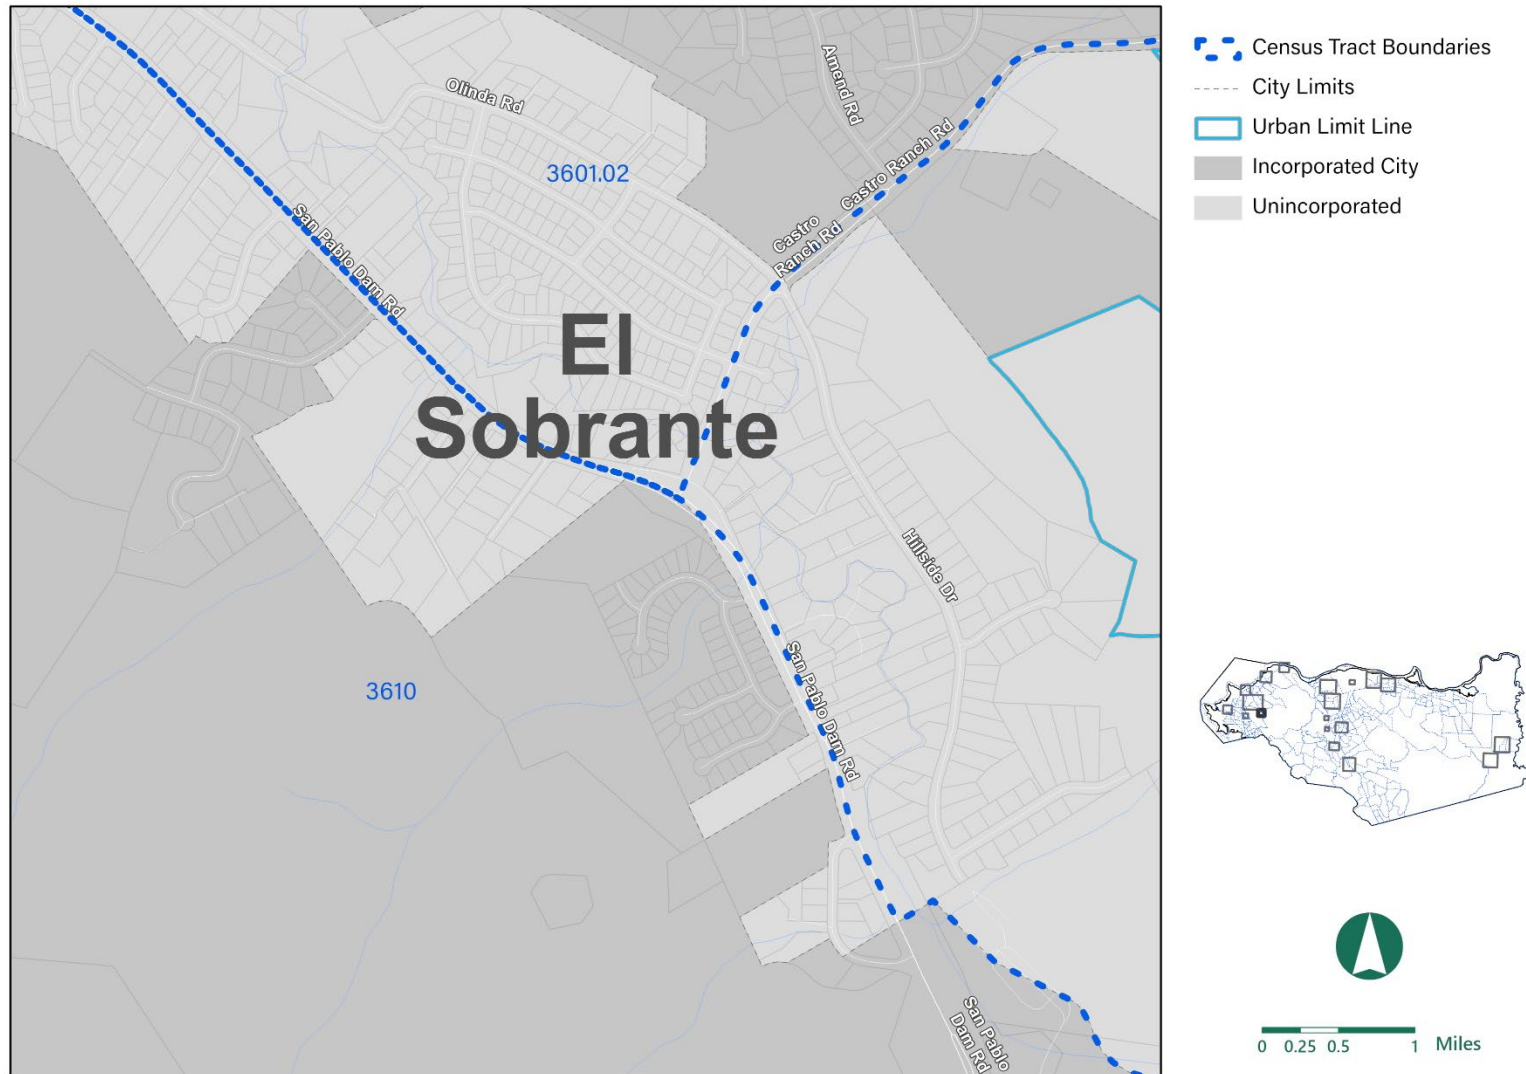 Olinda Rd
Amend Rd
3601.02
Castro Ranch Rd
Castro
Ranch Rd
San Pablo Dam Rd
El
Sobrante
Hillside Dr
3610
San Pablo Dam Rd
San Pablo
Dam Rd
Census Tract Boundaries
City Limits
Urban Limit Line
Incorporated City
Unincorporated
0 0.25 0.5 1 Miles